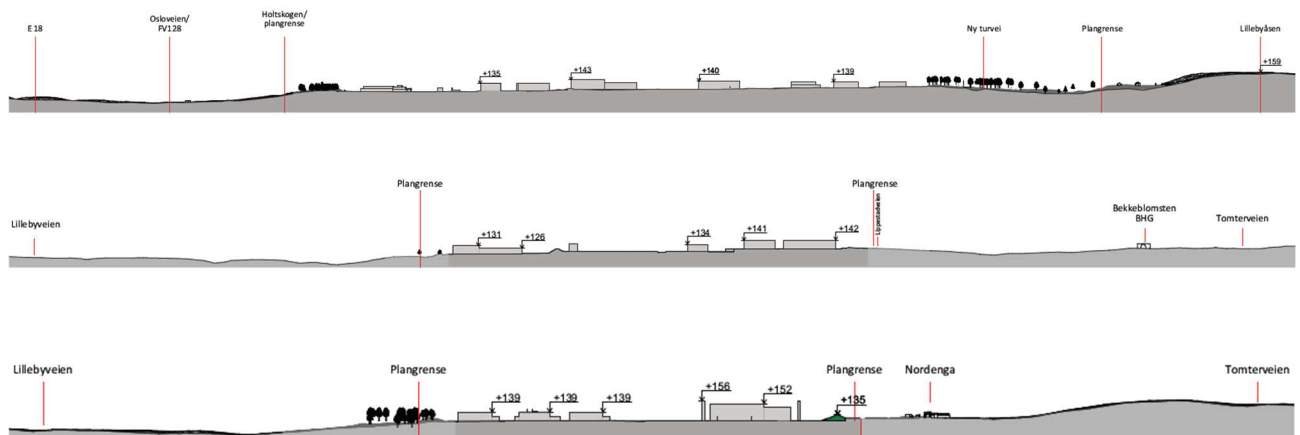 E 18
Osloveien/
FV128
Holtskogen/
plangrense
Ny turvei
Plangrense
Lillebyåsen
+135
+143
+140
+139
+159
Plangrense
Plangrense
Lippestadveien
Lillebyveien
Bekkeblomsten
BHG
Tomterveien
+131
+126
+134
+141
+142
Lillebyveien
Plangrense
Plangrense
Nordenga
Tomterveien
+139
+139
+139
+156
+152
+135